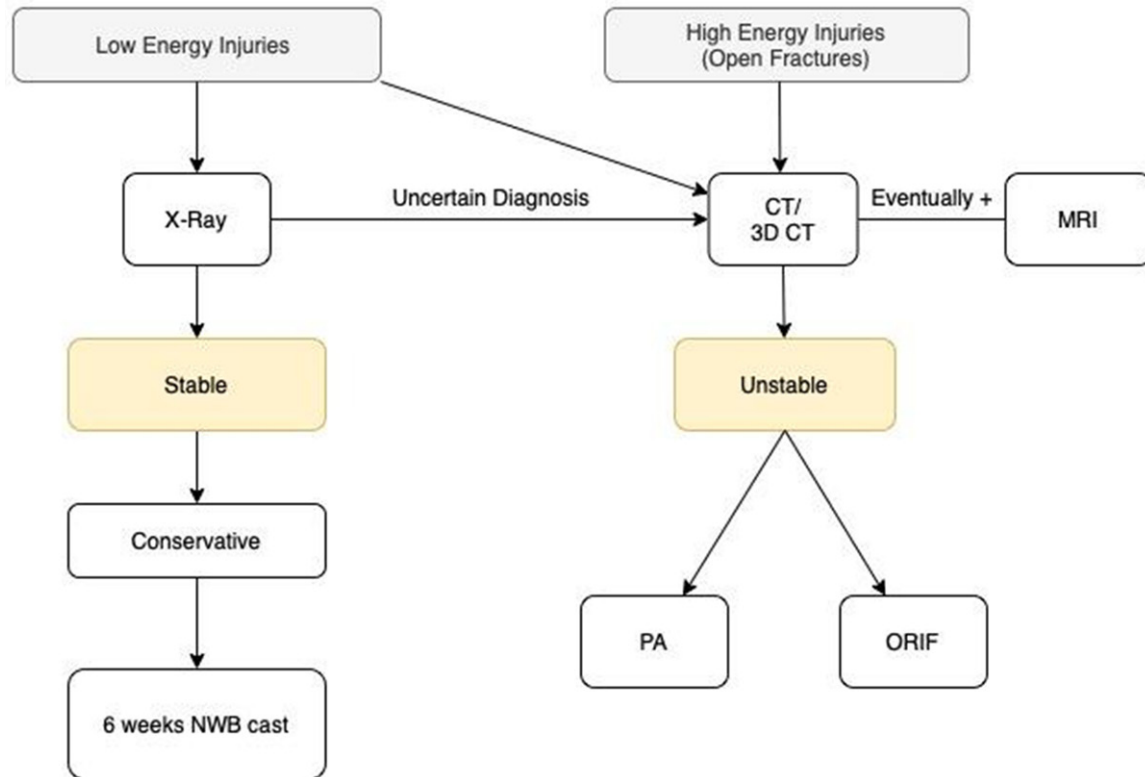 Low Energy Injuries
High Energy Injuries
(Open Fractures)
X-Ray
Uncertain Diagnosis
CT/
3D CT
Eventually +
MRI
Stable
Unstable
Conservative
PA
ORIF
6 weeks NWB cast